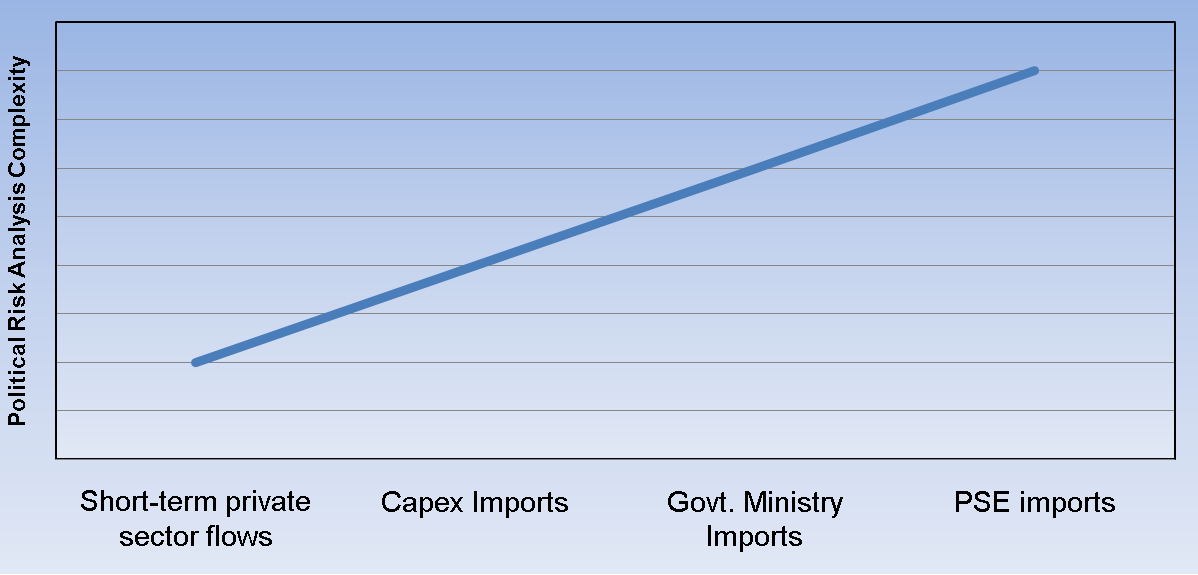 Political Risk Analysis Complexity
Short-term private
sector flows
Capex Imports
Govt. Ministry
Imports
PSE imports